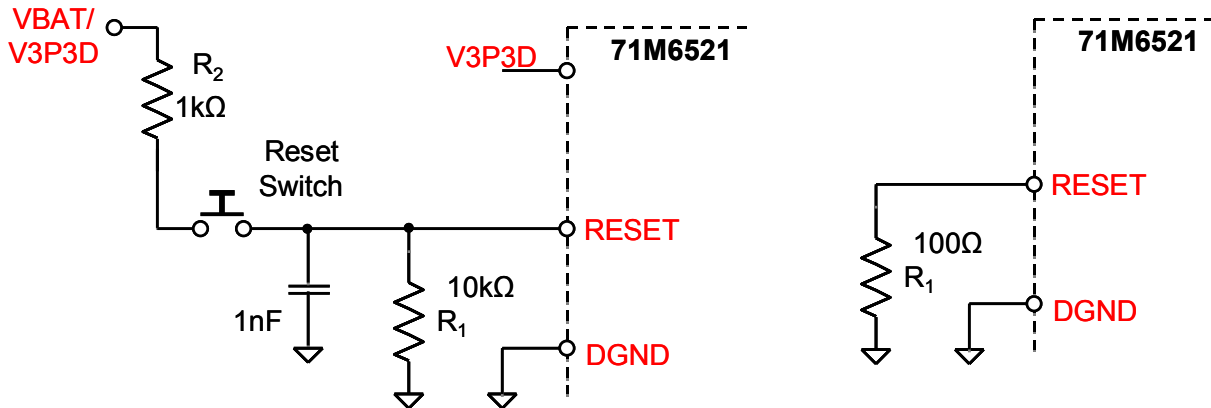 VBAT/
V3P3D
R2
1kΩ
Reset
Switch
V3P3D
71M6521
RESET
1nF
10kΩ
R1
DGND
71M6521
RESET
100Ω
R1
DGND